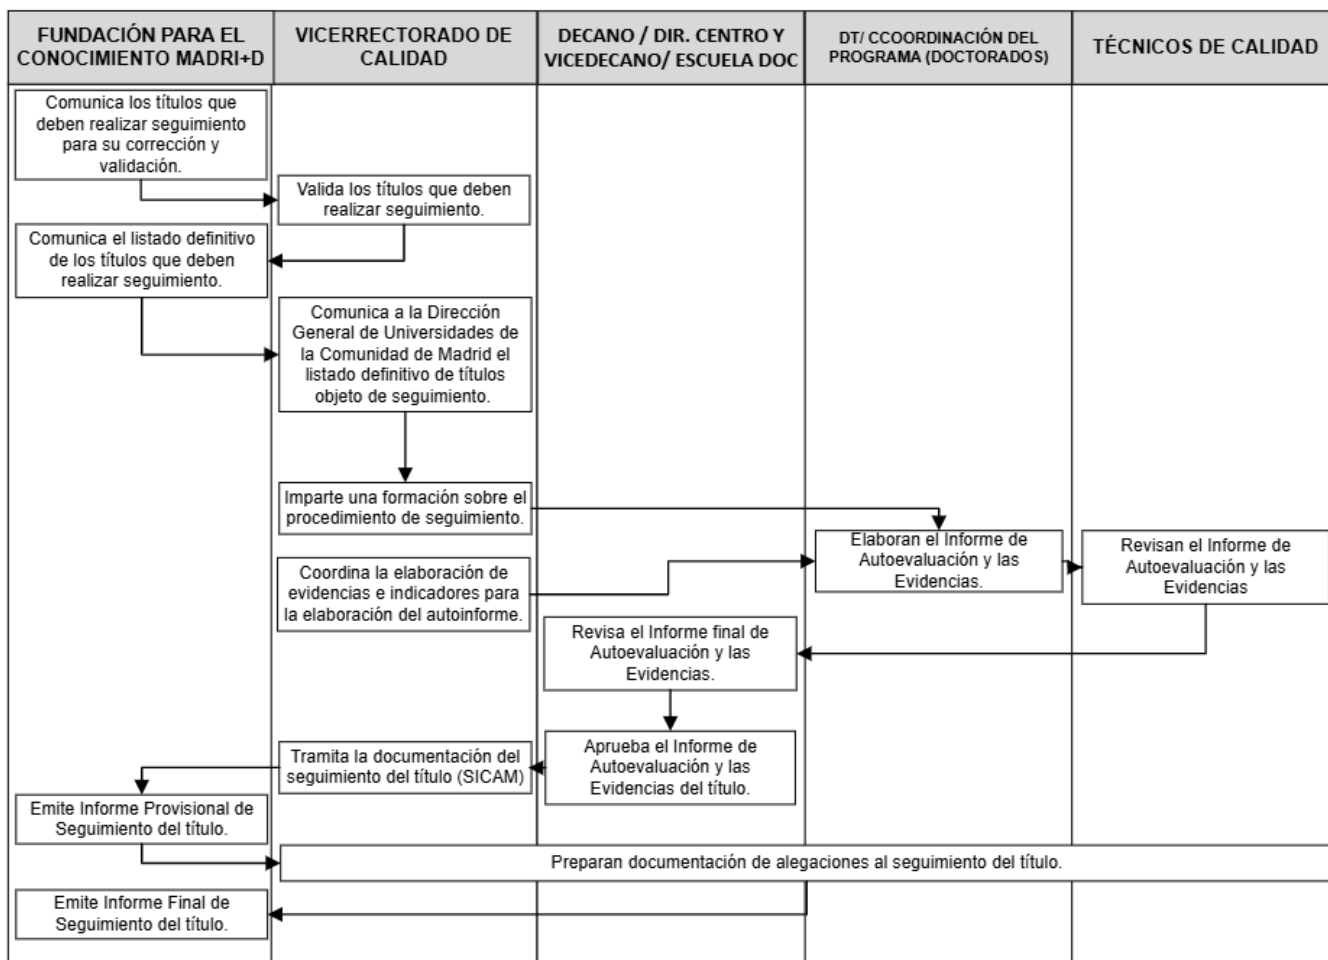 FUNDACIÓN PARA EL
CONOCIMIENTO MADRI+D
VICERRECTORADO DE
CALIDAD
DECANO / DIR. CENTRO Y
VICEDECANO/ ESCUELA DOC
DT/ CCOORDINACIÓN DEL
PROGRAMA (DOCTORADOS)
TÉCNICOS DE CALIDAD
Comunica los títulos que
deben realizar seguimiento
para su corrección y
validación.
Valida los títulos que deben
realizar seguimiento.
Comunica el listado definitivo
de los títulos que deben
realizar seguimiento.
Comunica a la Dirección
General de Universidades de
la Comunidad de Madrid el
listado definitivo de títulos
objeto de seguimiento.
Imparte una formación sobre el
procedimiento de seguimiento.
Coordina la elaboración de
evidencias e indicadores para
la elaboración del autoinforme.
Elaboran el Informe de
Autoevaluación y las
Evidencias.
Revisan el Informe de
Autoevaluación y las
Evidencias
Revisa el Informe final de
Autoevaluación y las
Evidencias.
Aprueba el Informe de
Autoevaluación y las
Evidencias del título.
Tramita la documentación del
seguimiento del título (SICAM)
Emite Informe Provisional de
Seguimiento del título.
Preparan documentación de alegaciones al seguimiento del título.
Emite Informe Final de
Seguimiento del título.